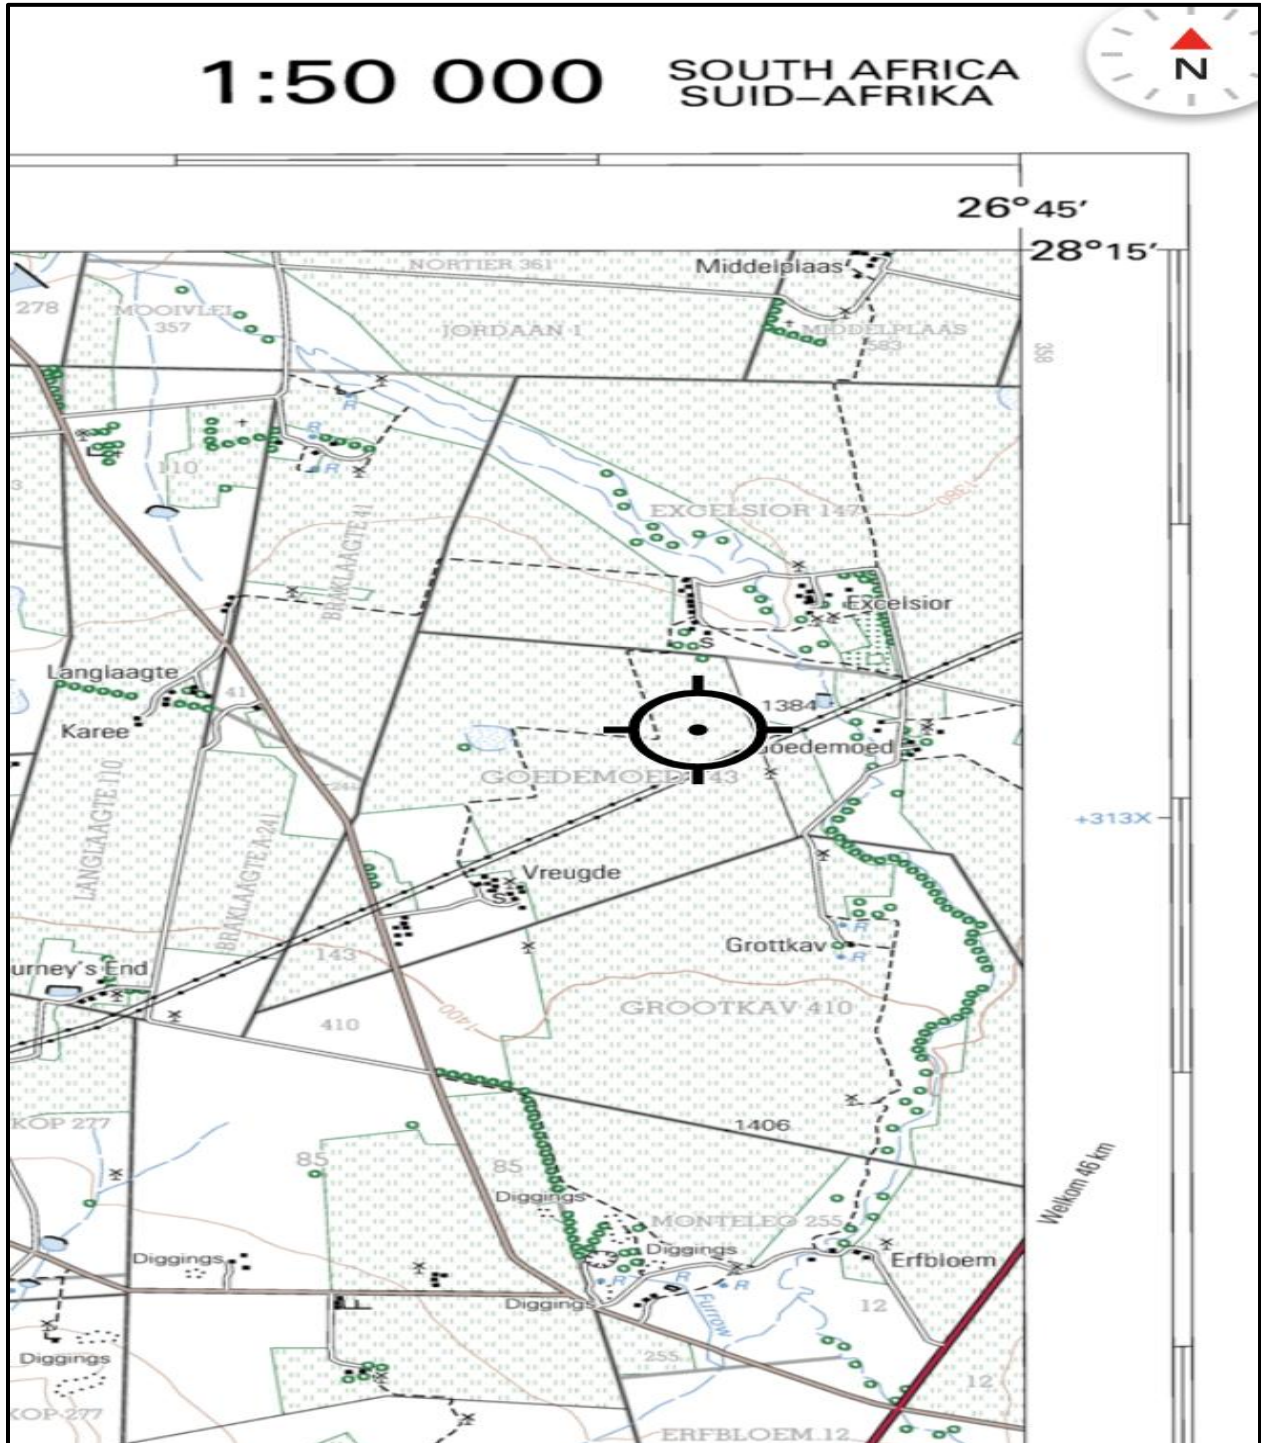 1:50 000
SOUTH AFRICA
SUID–AFRIKA
N
26°45′
28°15′
NORTIER 361
Middelplaas
278
MOOIVLEI
357
JORDAAN 1
MIDDELPLAAS
583
358
R
R
110
R
3
EXCELSIOR 147
1380
BRAKLAAGTE 41
Excelsior
S
Langlaagte
41
1384
Karee
Goedemoed
GOEDEMOED 143
LANGLAAGTE 110
BRAKLAAGTE A 241
+313X
Vreugde
S
R
Grottkav
R
143
urney's End
GROOTKAV 410
1400
410
KOP 277
1406
85
85
Welkom 46 km
Diggings
MONTELEO 255
Diggings
Diggings
Erfbloem
R
R
R
Diggings
Furrow
12
Diggings
255
12
KOP 277
ERFBLOEM 12